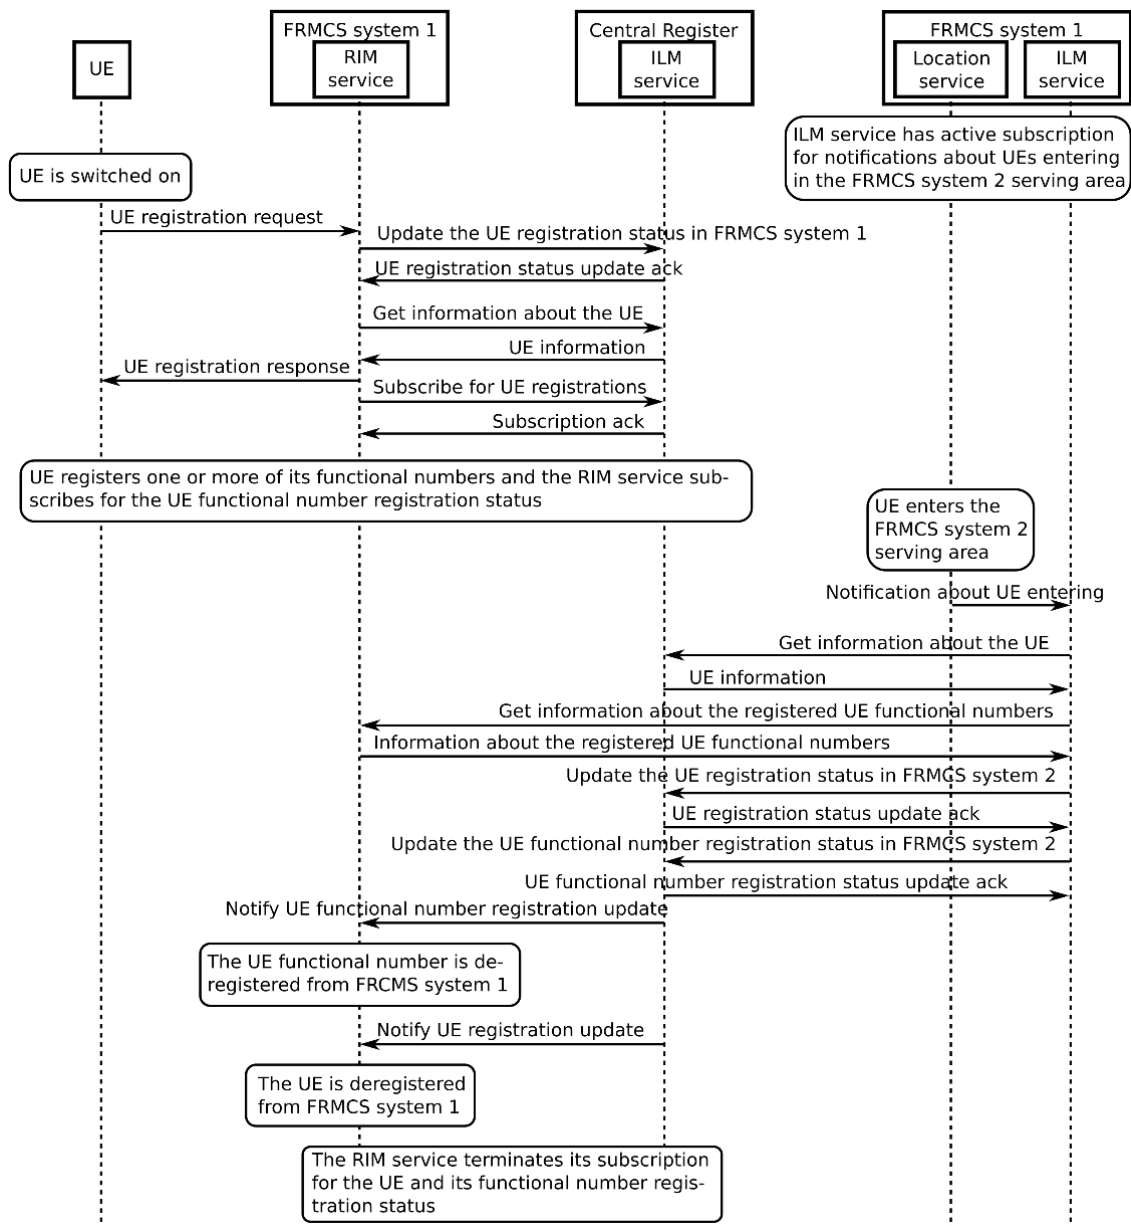 FRMCS system 1
Central Register
FRMCS system 1
UE
RIM
service
ILM
service
Location
service
ILM
service
ILM service has active subscription
for notifications about UEs entering
in the FRMCS system 2 serving area
UE is switched on
UE registration request
Update the UE registration status in FRMCS system 1
UE registration status update ack
Get information about the UE
UE information
UE registration response
Subscribe for UE registrations
Subscription ack
UE registers one or more of its functional numbers and the RIM service sub-
scribes for the UE functional number registration status
UE enters the
FRMCS system 2
serving area
Notification about UE entering
Get information about the UE
UE information
Get information about the registered UE functional numbers
Information about the registered UE functional numbers
Update the UE registration status in FRMCS system 2
UE registration status update ack
Update the UE functional number registration status in FRMCS system 2
UE functional number registration status update ack
Notify UE functional number registration update
The UE functional number is de-
registered from FRCMS system 1
Notify UE registration update
The UE is deregistered
from FRMCS system 1
The RIM service terminates its subscription
for the UE and its functional number regis-
tration status